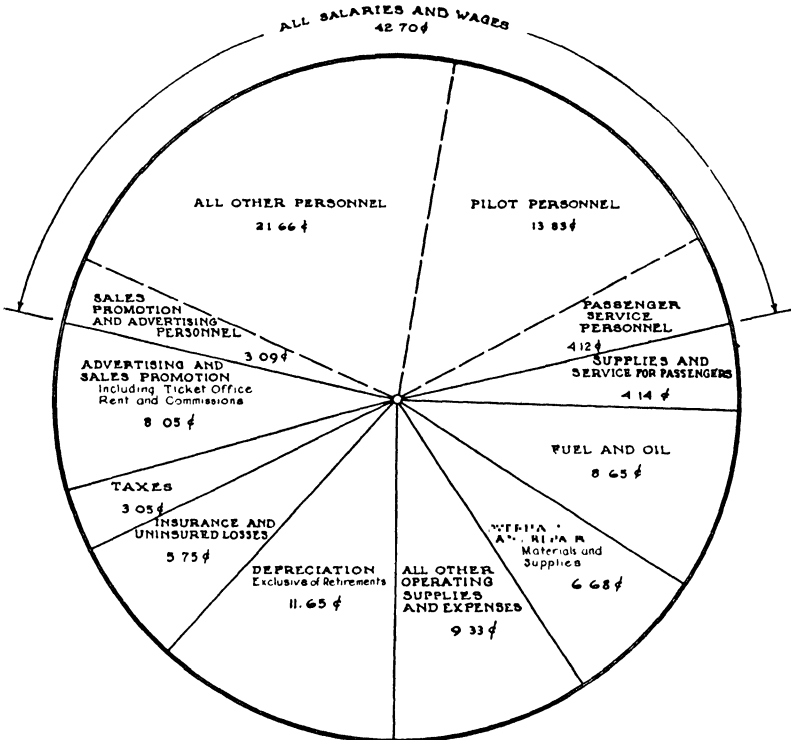 ALL SALARIES AND WAGES
42 70¢
ALL OTHER PERSONNEL
21 66¢
PILOT PERSONNEL
13 83¢
SALES
PROMOTION
AND ADVERTISING
PERSONNEL
3 09¢
PASSENGER
SERVICE
PERSONNEL
4 12¢
SUPPLIES AND
SERVICE FOR PASSENGERS
4 14 ¢
ADVERTISING AND
SALES PROMOTION
Including Ticket Office
Rent and Commissions
8 05 ¢
FUEL AND OIL
8 65 ¢
TAXES
3 05¢
INSURANCE AND
UNINSURED LOSSES
5 75 ¢
DEPRECIATION
Exclusive of Retirements
11.65 ¢
ALL OTHER
OPERATING
SUPPLIES
AND EXPENSES
9 33¢
Materials and
Supplies
6 68¢